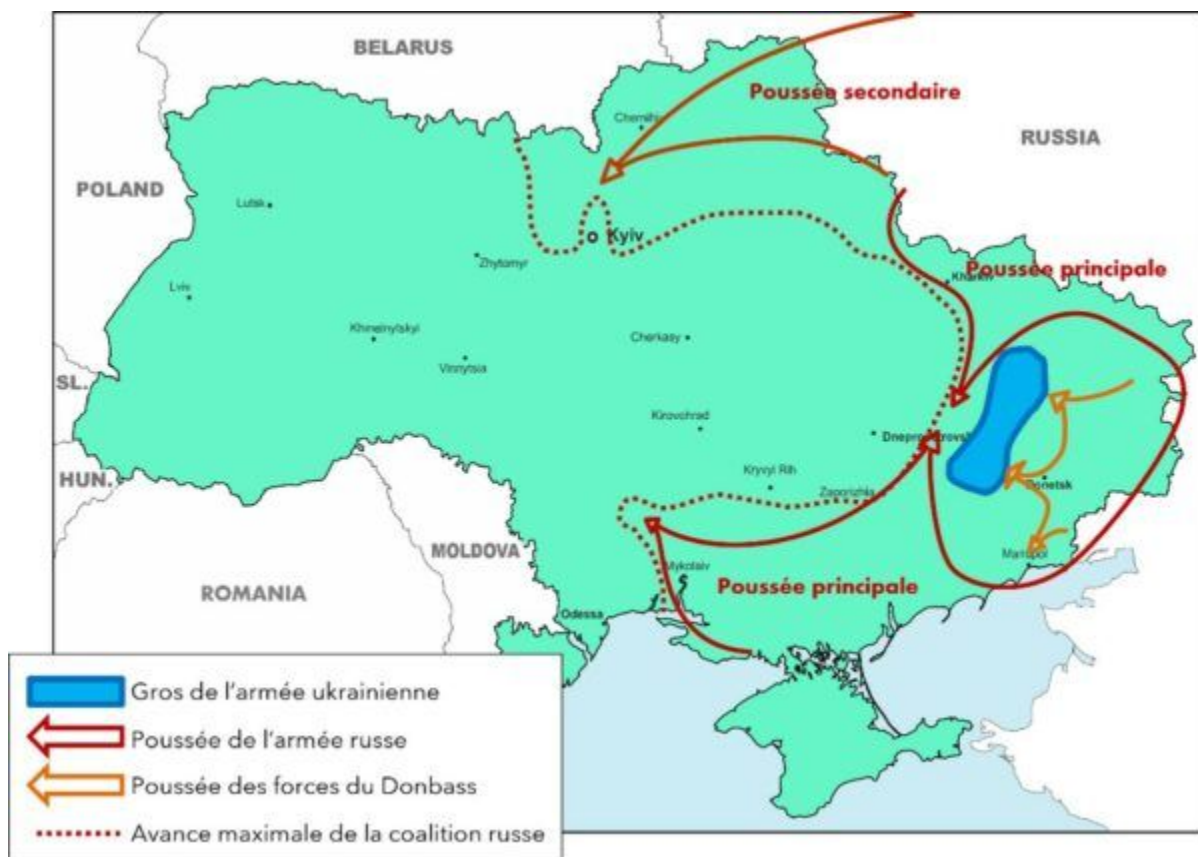 BELARUS
Poussée secondaire
Chernihiv
RUSSIA
POLAND
Lutsk
Kyiv
Zhytomyr
Poussée principale
Kharkiv
Lviv
Khmelnytskyi
Cherkasy
Vinnytsia
SL.
Kirovohrad
HUN.
Kryvyi Rih
Zaporizhia
Donetsk
MOLDOVA
Mariupol
Mykolaiv
Poussée principale
ROMANIA
Odessa
Gros de l'armée ukrainienne
Poussée de l'armée russe
Poussée des forces du Donbass
Avance maximale de la coalition russe